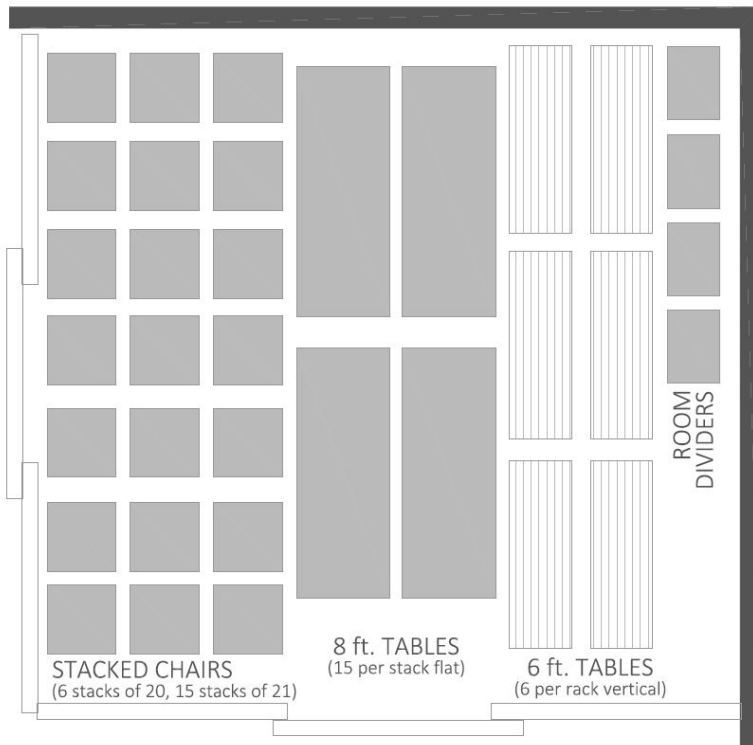 ROOM
DIVIDERS
STACKED CHAIRS
(6 stacks of 20, 15 stacks of 21)
8 ft. TABLES
(15 per stack flat)
6 ft. TABLES
(6 per rack vertical)